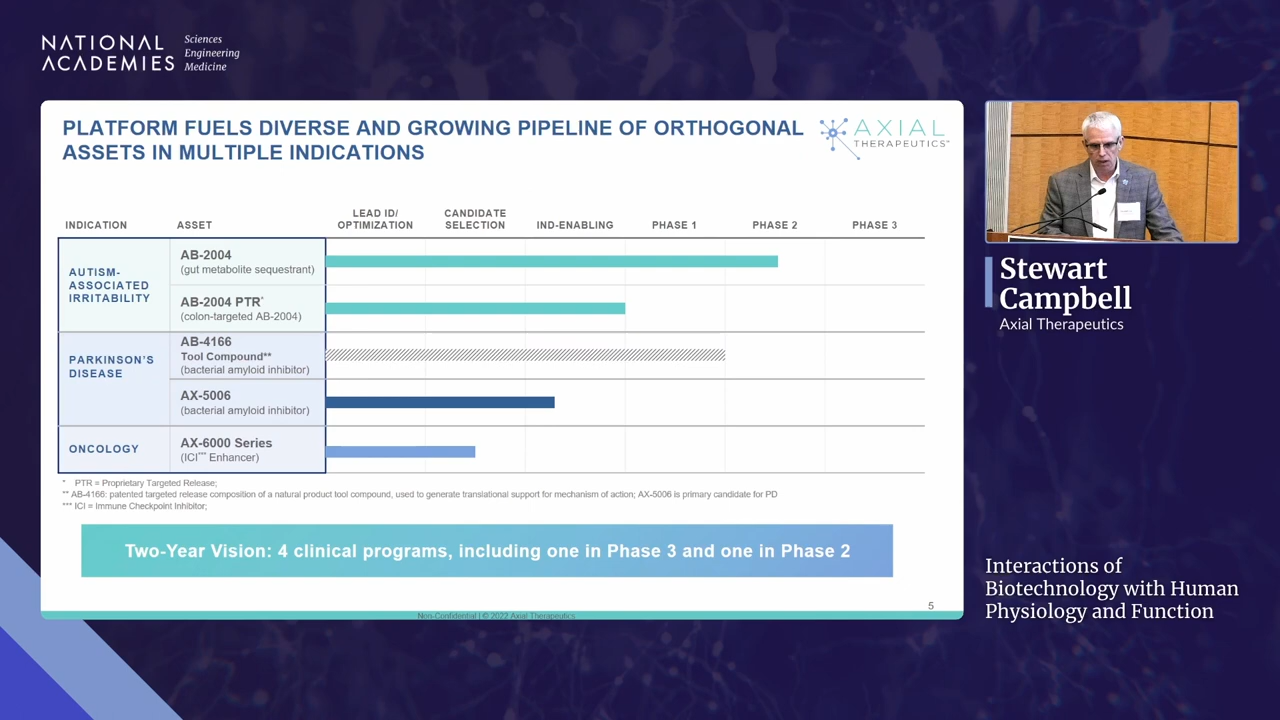 NATIONAL
ACADEMIES
Sciences
Engineering
Medicine
PLATFORM FUELS DIVERSE AND GROWING PIPELINE OF ORTHOGONAL
ASSETS IN MULTIPLE INDICATIONS
AXIAL
THERAPEUTICS
INDICATION
ASSET
LEAD ID/
OPTIMIZATION
CANDIDATE
SELECTION
IND-ENABLING
PHASE 1
PHASE 2
PHASE 3
AUTISM-
ASSOCIATED
IRRITABILITY
AB-2004
(gut metabolite sequestrant)
AB-2004 PTR*
(colon-targeted AB-2004)
PARKINSON'S
DISEASE
AB-4166
Tool Compound**
(bacterial amyloid inhibitor)
AX-5006
(bacterial amyloid inhibitor)
ONCOLOGY
AX-6000 Series
(ICI*** Enhancer)
* PTR = Proprietary Targeted Release;
** AB-4166: patented targeted release composition of a natural product tool compound, used to generate translational support for mechanism of action; AX-5006 is primary candidate for PD
*** ICI = Immune Checkpoint Inhibitor;
Two-Year Vision: 4 clinical programs, including one in Phase 3 and one in Phase 2
5
Non-Confidential | © 2022 Axial Therapeutics
Stewart
Campbell
Axial Therapeutics
Interactions of
Biotechnology with Human
Physiology and Function